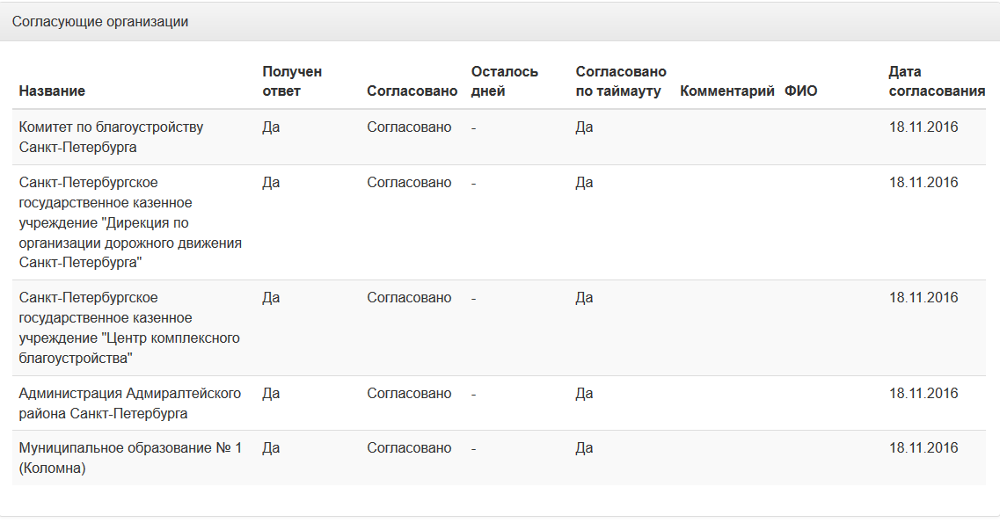 Согласующие организации
Название
Получен
ответ
Согласовано
Осталось
дней
Согласовано
по таймауту
Комментарий
ФИО
Дата
согласования
Комитет по благоустройству
Санкт-Петербурга
Да
Согласовано
-
Да
18.11.2016
Санкт-Петербургское
государственное казенное
учреждение "Дирекция по
организации дорожного движения
Санкт-Петербурга"
Да
Согласовано
-
Да
18.11.2016
Санкт-Петербургское
государственное казенное
учреждение "Центр комплексного
благоустройства"
Да
Согласовано
-
Да
18.11.2016
Администрация Адмиралтейского
района Санкт-Петербурга
Да
Согласовано
-
Да
18.11.2016
Муниципальное образование № 1
(Коломна)
Да
Согласовано
-
Да
18.11.2016